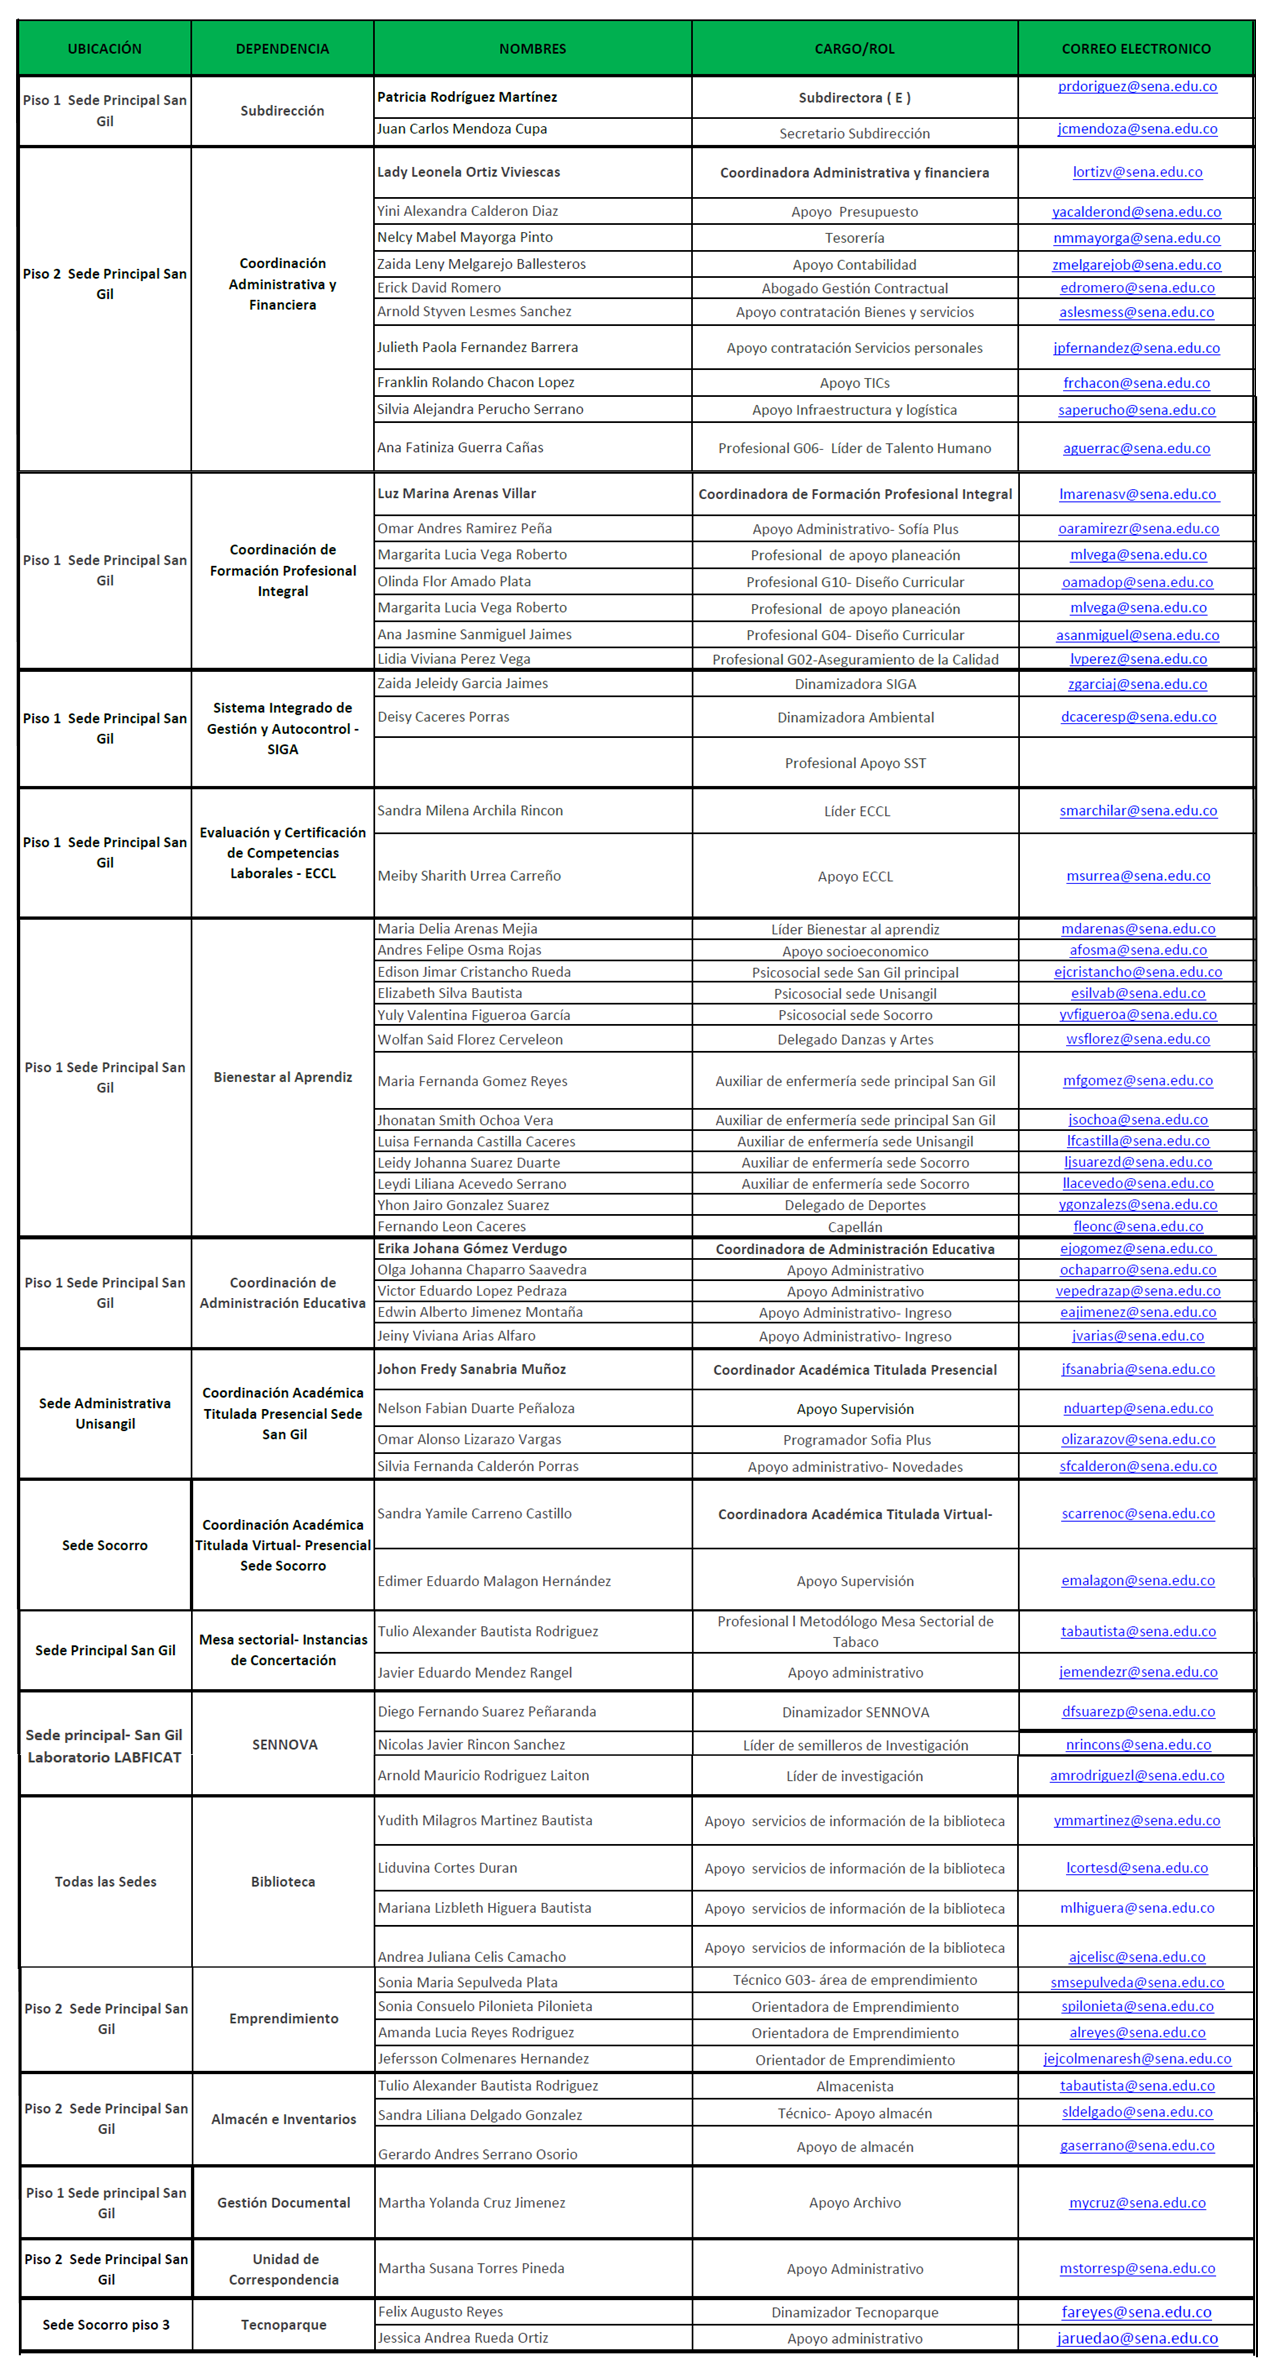 UBICACIÓN DEPENDENCIA NOMBRES CARGO/ROL CORREO ELECTRONICO
Piso 1 Sede Principal San
Gil
Subdirección
Patricia Rodríguez Martínez Subdirectora ( E ) prdoriguez@sena.edu.co
Juan Carlos Mendoza Cupa Secretario Subdirección jcmendoza@sena.edu.co
Piso 2 Sede Principal San
Gil
Coordinación
Administrativa y
Financiera
Lady Leonela Ortiz Viviescas Coordinadora Administrativa y financiera lortizv@sena.edu.co
Yini Alexandra Calderon Diaz Apoyo Presupuesto yacalderond@sena.edu.co
Nelcy Mabel Mayorga Pinto Tesorería nmmayorga@sena.edu.co
Zaida Leny Melgarejo Ballesteros Apoyo Contabilidad zmelgarejob@sena.edu.co
Erick David Romero Abogado Gestión Contractual edromero@sena.edu.co
Arnold Styven Lesmes Sanchez Apoyo contratación Bienes y servicios aslesmess@sena.edu.co
Julieth Paola Fernandez Barrera Apoyo contratación Servicios personales jpfernandez@sena.edu.co
Franklin Rolando Chacon Lopez Apoyo TICs frchacon@sena.edu.co
Silvia Alejandra Perucho Serrano Apoyo Infraestructura y logística saperucho@sena.edu.co
Ana Fatiniza Guerra Cañas Profesional G06- Líder de Talento Humano aguerrac@sena.edu.co
Piso 1 Sede Principal San
Gil
Coordinación de
Formación Profesional
Integral
Luz Marina Arenas Villar Coordinadora de Formación Profesional Integral lmarenasv@sena.edu.co
Omar Andres Ramirez Peña Apoyo Administrativo- Sofía Plus oaramirezr@sena.edu.co
Margarita Lucia Vega Roberto Profesional de apoyo planeación mlvega@sena.edu.co
Olinda Flor Amado Plata Profesional G10- Diseño Curricular oamadop@sena.edu.co
Margarita Lucia Vega Roberto Profesional de apoyo planeación mlvega@sena.edu.co
Ana Jasmine Sanmiguel Jaimes Profesional G04- Diseño Curricular asanmiguel@sena.edu.co
Lidia Viviana Perez Vega Profesional G02-Aseguramiento de la Calidad lvperez@sena.edu.co
Piso 1 Sede Principal San
Gil
Sistema Integrado de
Gestión y Autocontrol -
SIGA
Zaida Jeleidy Garcia Jaimes Dinamizadora SIGA zgarciaj@sena.edu.co
Deisy Caceres Porras Dinamizadora Ambiental dcaceresp@sena.edu.co
Profesional Apoyo SST
Piso 1 Sede Principal San
Gil
Evaluación y Certificación
de Competencias
Laborales - ECCL
Sandra Milena Archila Rincon Líder ECCL smarchilar@sena.edu.co
Meiby Sharith Urrea Carreño Apoyo ECCL msurrea@sena.edu.co
Piso 1 Sede Principal San
Gil
Bienestar al Aprendiz
Maria Delia Arenas Mejia Líder Bienestar al aprendiz mdarenas@sena.edu.co
Andres Felipe Osma Rojas Apoyo socioeconomico afosma@sena.edu.co
Edison Jimar Cristancho Rueda Psicosocial sede San Gil principal ejcristancho@sena.edu.co
Elizabeth Silva Bautista Psicosocial sede Unisangil esilvab@sena.edu.co
Yuly Valentina Figueroa García Psicosocial sede Socorro yvfigueroa@sena.edu.co
Wolfan Said Florez Cerveleon Delegado Danzas y Artes wsflorez@sena.edu.co
Maria Fernanda Gomez Reyes Auxiliar de enfermería sede principal San Gil mfgomez@sena.edu.co
Jhonatan Smith Ochoa Vera Auxiliar de enfermería sede principal San Gil jsochoa@sena.edu.co
Luisa Fernanda Castilla Caceres Auxiliar de enfermería sede Unisangil lfcastilla@sena.edu.co
Leidy Johanna Suarez Duarte Auxiliar de enfermería sede Socorro ljsuarezd@sena.edu.co
Leydi Liliana Acevedo Serrano Auxiliar de enfermería sede Socorro llacevedo@sena.edu.co
Yhon Jairo Gonzalez Suarez Delegado de Deportes ygonzalezs@sena.edu.co
Fernando Leon Caceres Capellán fleonc@sena.edu.co
Piso 1 Sede Principal San
Gil
Coordinación de
Administración Educativa
Erika Johana Gómez Verdugo Coordinadora de Administración Educativa ejogomez@sena.edu.co
Olga Johanna Chaparro Saavedra Apoyo Administrativo ochaparro@sena.edu.co
Victor Eduardo Lopez Pedraza Apoyo Administrativo vepedrazap@sena.edu.co
Edwin Alberto Jimenez Montaña Apoyo Administrativo- Ingreso eajimenez@sena.edu.co
Jeiny Viviana Arias Alfaro Apoyo Administrativo- Ingreso jvarias@sena.edu.co
Sede Administrativa
Unisangil
Coordinación Académica
Titulada Presencial Sede
San Gil
Johon Fredy Sanabria Muñoz Coordinador Académica Titulada Presencial jfsanabria@sena.edu.co
Nelson Fabian Duarte Peñaloza Apoyo Supervisión nduartep@sena.edu.co
Omar Alonso Lizarazo Vargas Programador Sofia Plus olizarazov@sena.edu.co
Silvia Fernanda Calderón Porras Apoyo administrativo- Novedades sfcalderon@sena.edu.co
Sede Socorro
Coordinación Académica
Titulada Virtual- Presencial
Sede Socorro
Sandra Yamile Carreno Castillo Coordinadora Académica Titulada Virtual- scarrenoc@sena.edu.co
Edimer Eduardo Malagon Hernández Apoyo Supervisión emalagon@sena.edu.co
Sede Principal San Gil
Mesa sectorial- Instancias
de Concertación
Tulio Alexander Bautista Rodriguez Profesional l Metodólogo Mesa Sectorial de
Tabaco tabautista@sena.edu.co
Javier Eduardo Mendez Rangel Apoyo administrativo jemendezr@sena.edu.co
Sede principal- San Gil
Laboratorio LABFICAT
SENNOVA
Diego Fernando Suarez Peñaranda Dinamizador SENNOVA dfsuarezp@sena.edu.co
Nicolas Javier Rincon Sanchez Líder de semilleros de Investigación nrincons@sena.edu.co
Arnold Mauricio Rodriguez Laiton Líder de investigación amrodriguezl@sena.edu.co
Todas las Sedes
Biblioteca
Yudith Milagros Martinez Bautista Apoyo servicios de información de la biblioteca ymmartinez@sena.edu.co
Liduvina Cortes Duran Apoyo servicios de información de la biblioteca lcortesd@sena.edu.co
Mariana Lizbleth Higuera Bautista Apoyo servicios de información de la biblioteca mlhiguera@sena.edu.co
Andrea Juliana Celis Camacho Apoyo servicios de información de la biblioteca ajcelisc@sena.edu.co
Piso 2 Sede Principal San
Gil
Emprendimiento
Sonia Maria Sepulveda Plata Técnico G03- área de emprendimiento smsepulveda@sena.edu.co
Sonia Consuelo Pilonieta Pilonieta Orientadora de Emprendimiento spilonieta@sena.edu.co
Amanda Lucia Reyes Rodriguez Orientadora de Emprendimiento alreyes@sena.edu.co
Jefersson Colmenares Hernandez Orientador de Emprendimiento jejcolmenaresh@sena.edu.co
Piso 2 Sede Principal San
Gil
Almacén e Inventarios
Tulio Alexander Bautista Rodriguez Almacenista tabautista@sena.edu.co
Sandra Liliana Delgado Gonzalez Técnico- Apoyo almacén sldelgado@sena.edu.co
Gerardo Andres Serrano Osorio Apoyo de almacén gaserrano@sena.edu.co
Piso 1 Sede principal San
Gil
Gestión Documental
Martha Yolanda Cruz Jimenez Apoyo Archivo mycruz@sena.edu.co
Piso 2 Sede Principal San
Gil
Unidad de
Correspondencia
Martha Susana Torres Pineda Apoyo Administrativo mstorresp@sena.edu.co
Sede Socorro piso 3
Tecnoparque
Felix Augusto Reyes Dinamizador Tecnoparque fareyes@sena.edu.co
Jessica Andrea Rueda Ortiz Apoyo administrativo jaruedao@sena.edu.co